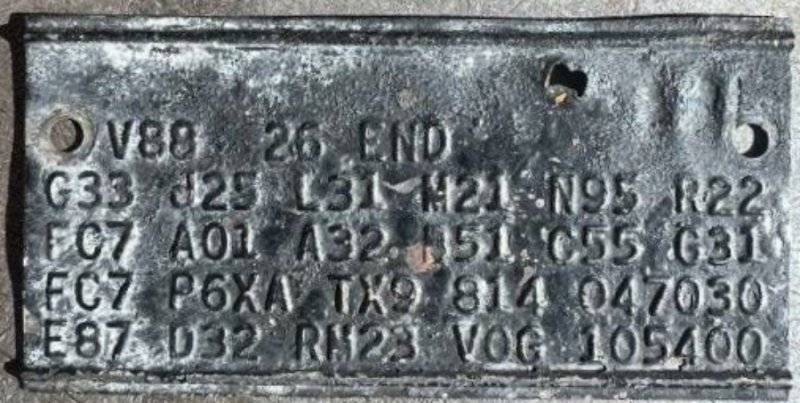 V88 26 END
G33 J25 L31 M21 N95 R22
FC7 A01 A32 B51 C55 G31
FC7 P6XA TX9 814 047030
E87 D32 RM23 V0G 105400